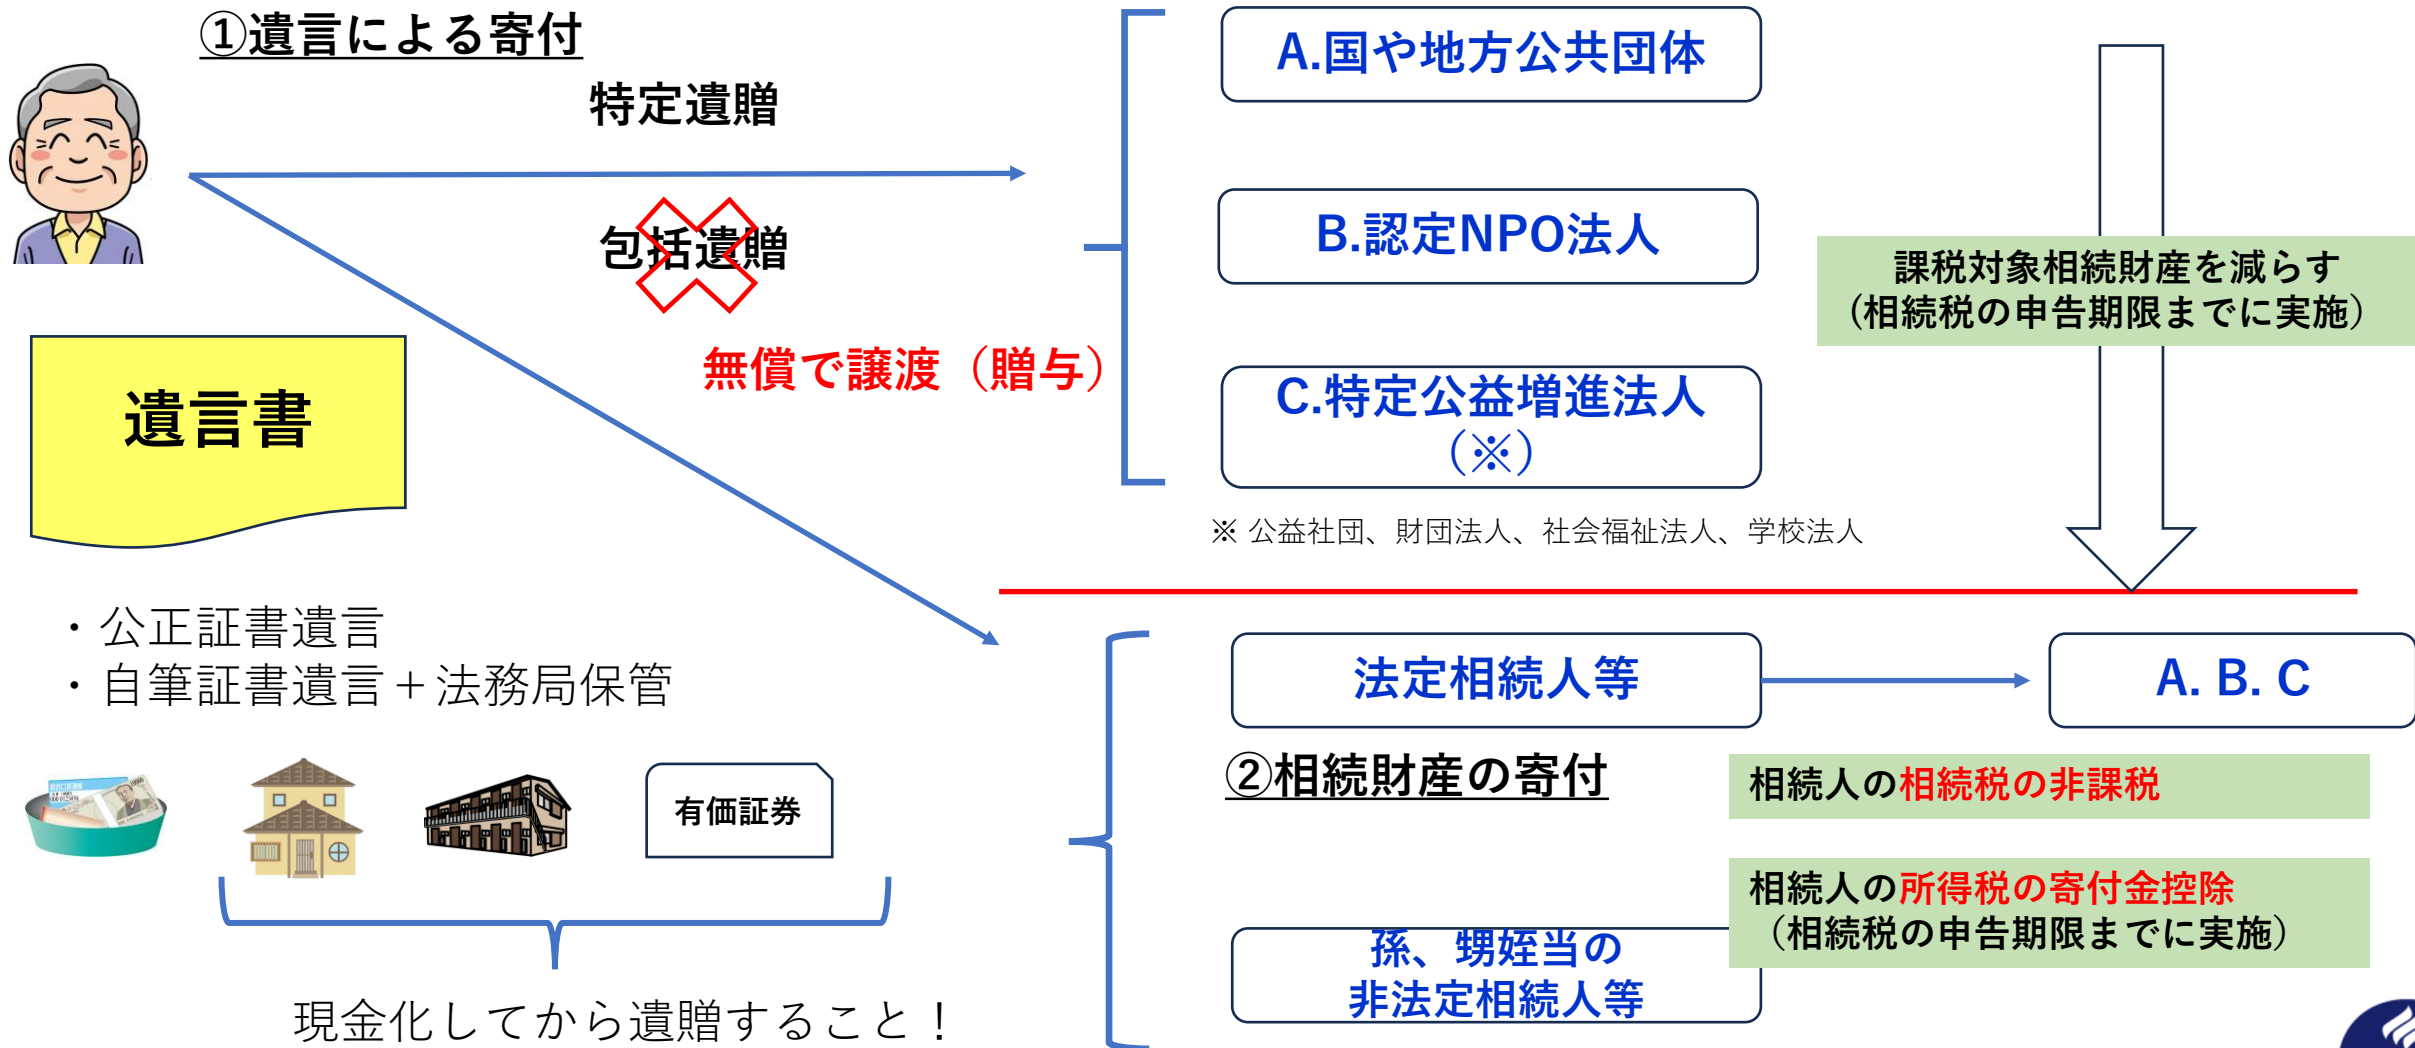 ①遺言による寄付
特定遺贈
包括遺贈
無償で譲渡（贈与）
遺言書
・公正証書遺言
・自筆証書遺言＋法務局保管
有価証券
現金化してから遺贈すること！
A.国や地方公共団体
B.認定NPO法人
C.特定公益増進法人
（※）
※ 公益社団、財団法人、社会福祉法人、学校法人
課税対象相続財産を減らす
（相続税の申告期限までに実施）
法定相続人等
A. B. C
②相続財産の寄付
相続人の相続税の非課税
相続人の所得税の寄付金控除
（相続税の申告期限までに実施）
孫、甥姪当の
非法定相続人等